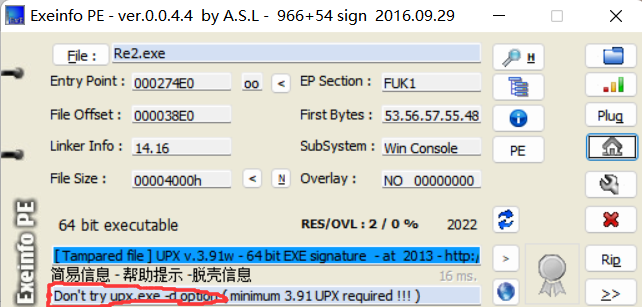 Exeinfo PE - ver.0.0.4.4 by A.S.L - 966+54 sign 2016.09.29
File : Re2.exe H
Entry Point : 000274E0 oo < EP Section : FUK1
File Offset : 000038E0 First Bytes : 53.56.57.55.48 Plug
Linker Info : 14.16 SubSystem : Win Console PE
File Size : 00004000h < N Overlay : NO 00000000
64 bit executable RES/OVL : 2 / 0 % 2022
[ Tampared file ] UPX v.3.91w - 64 bit EXE signature - at 2013 - http:/ > Rip
简易信息 - 帮助提示 - 脱壳信息 16 ms.
Don't try upx.exe -d option ( minimum 3.91 UPX required !!! ) >>
Exeinfo PE